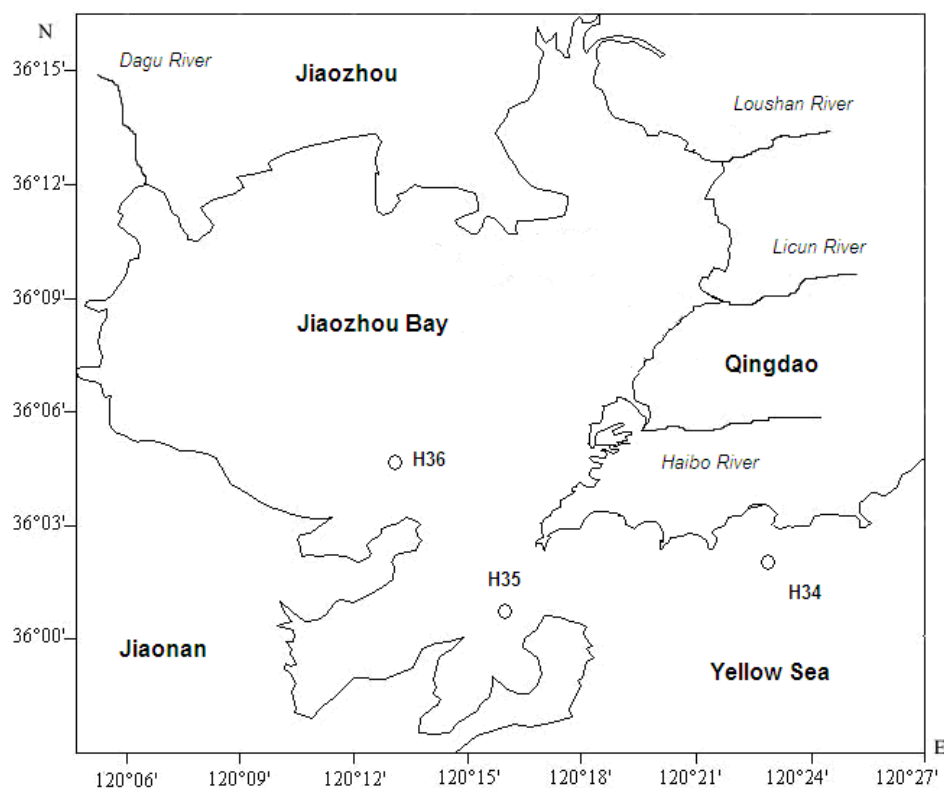 N
Dagu River
36°15'
Jiaozhou
Loushan River
36°12'
Licun River
36°09'
Jiaozhou Bay
Qingdao
36°06'
H36
Haibo River
36°03'
H35
H34
36°00'
Jiaonan
Yellow Sea
E
120°06' 120°09' 120°12' 120°15' 120°18' 120°21' 120°24' 120°27'